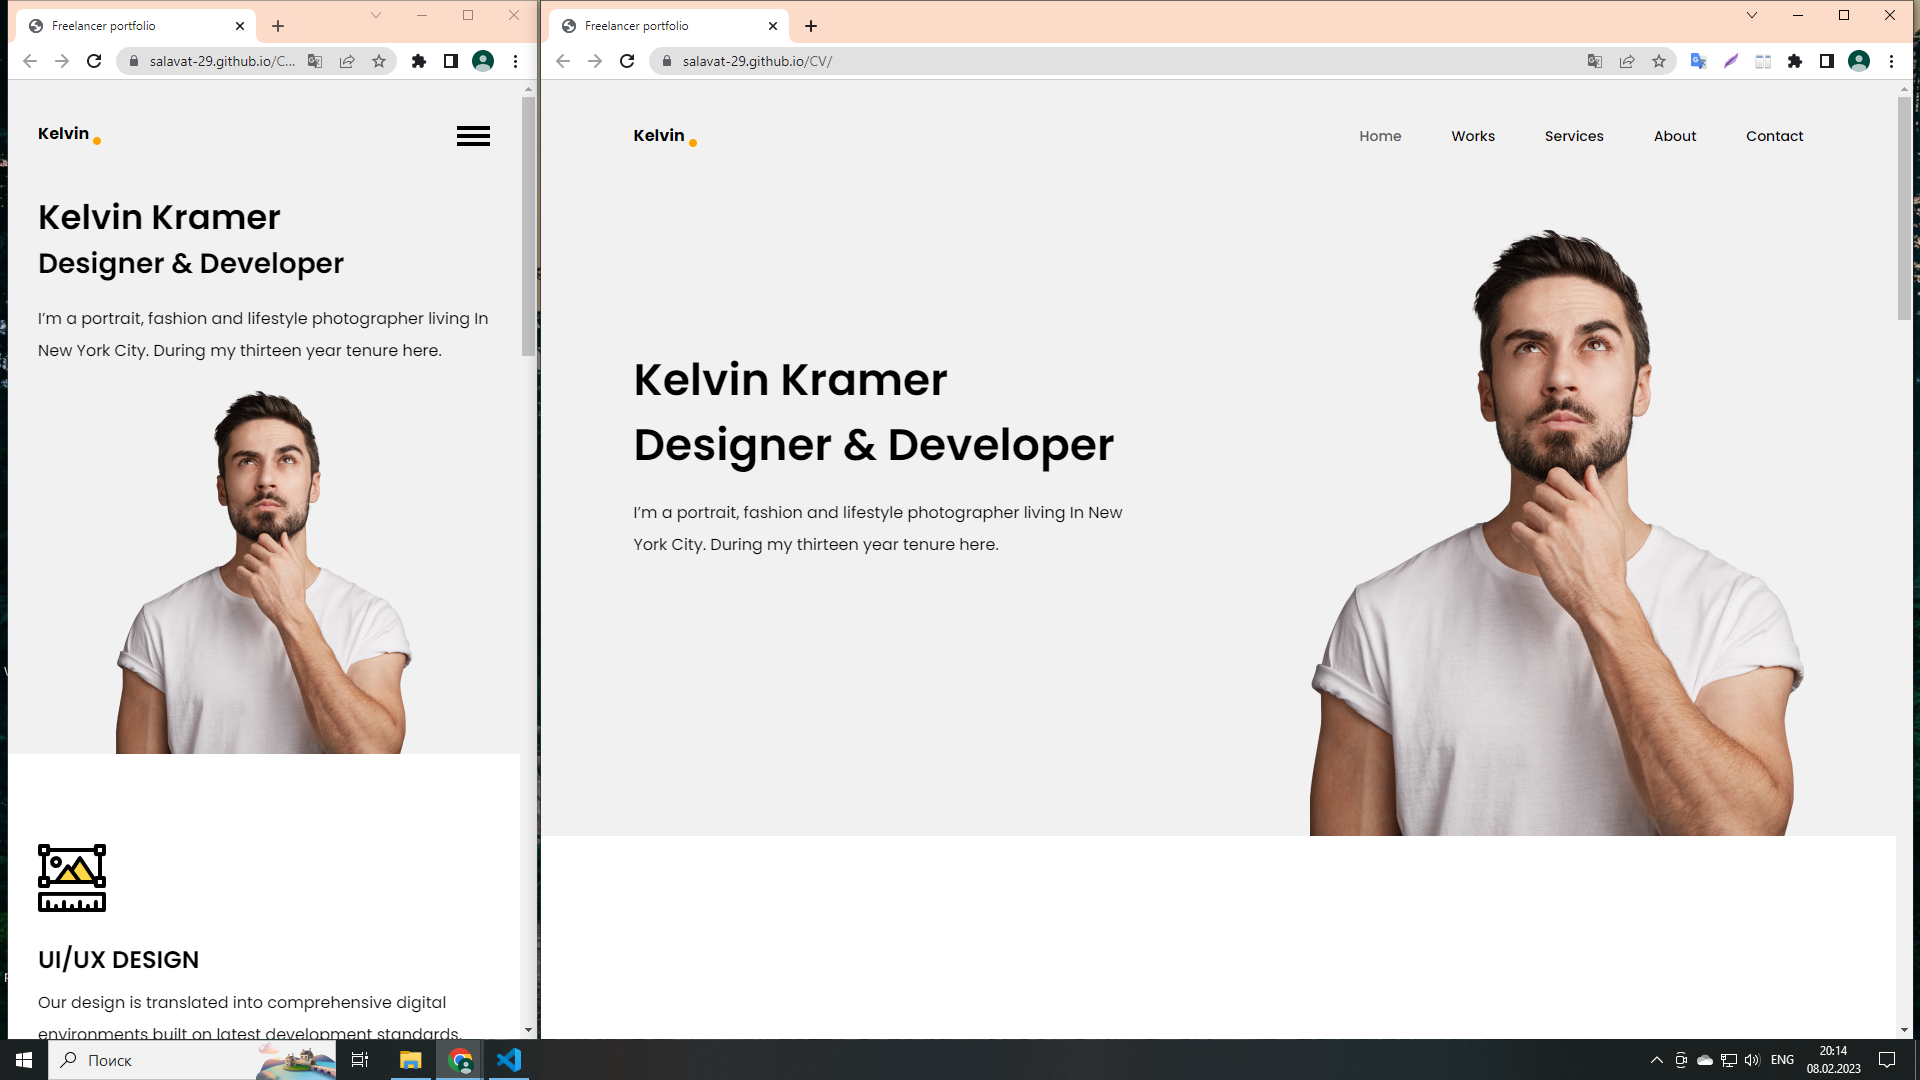 Freelancer portfolio
salavat-29.github.io/C...
Kelvin
Kelvin Kramer
Designer & Developer
I'm a portrait, fashion and lifestyle photographer living In
New York City. During my thirteen year tenure here.
UI/UX DESIGN
Our design is translated into comprehensive digital
environments built on latest development standards.
Freelancer portfolio
salavat-29.github.io/CV/
Kelvin
Home Works Services About Contact
Kelvin Kramer
Designer & Developer
I'm a portrait, fashion and lifestyle photographer living In New
York City. During my thirteen year tenure here.
Поиск
ENG
20:14
08.02.2023